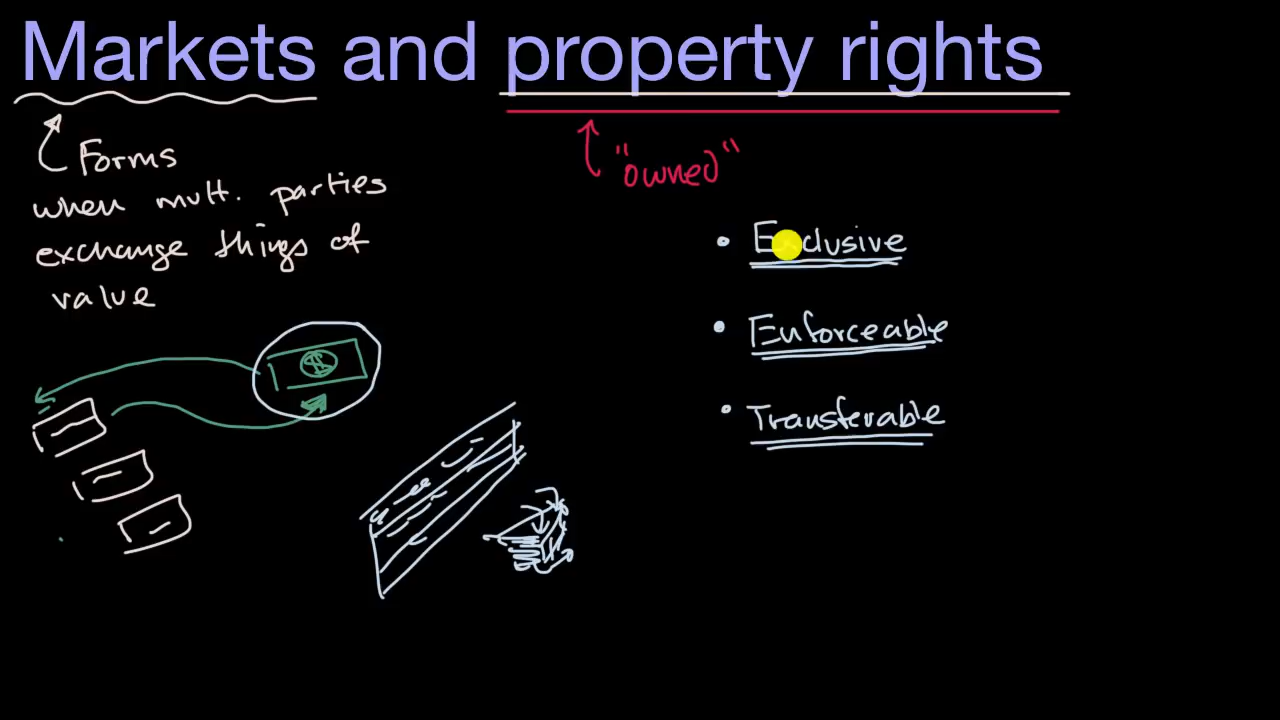 Markets and property rights
Forms
when mult. parties
exchange things of
value
$
"owned"
• Exclusive
• Enforceable
• Transferable